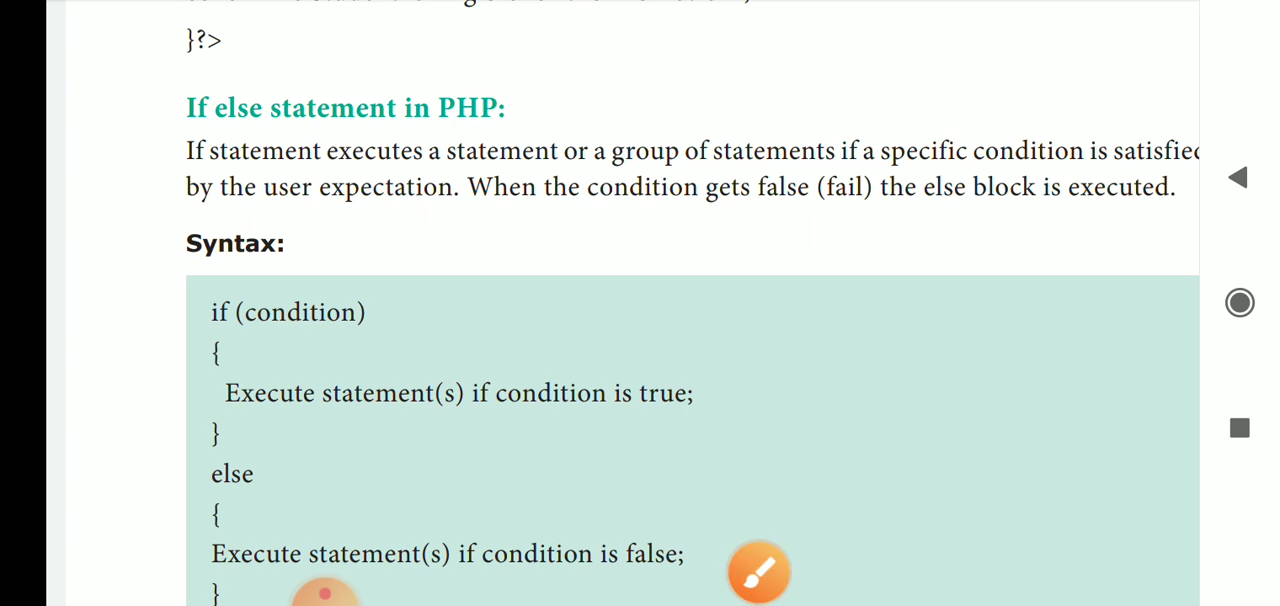 }?>
If else statement in PHP:
If statement executes a statement or a group of statements if a specific condition is satisfied
by the user expectation. When the condition gets false (fail) the else block is executed.
Syntax:
if (condition)
{
Execute statement(s) if condition is true;
}
else
{
Execute statement(s) if condition is false;
}